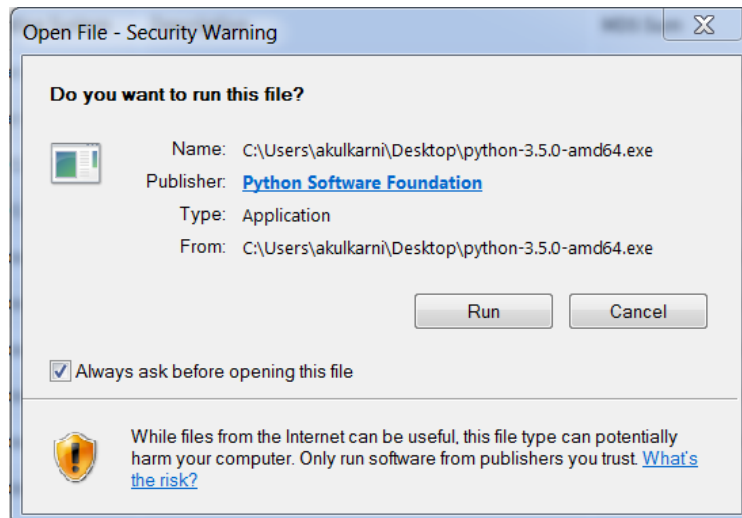 Open File - Security Warning
Do you want to run this file?
Name: C:\Users\akulkarni\Desktop\python-3.5.0-amd64.exe
Publisher: Python Software Foundation
Type: Application
From: C:\Users\akulkarni\Desktop\python-3.5.0-amd64.exe
Run Cancel
Always ask before opening this file
While files from the Internet can be useful, this file type can potentially
harm your computer. Only run software from publishers you trust. What's
the risk?